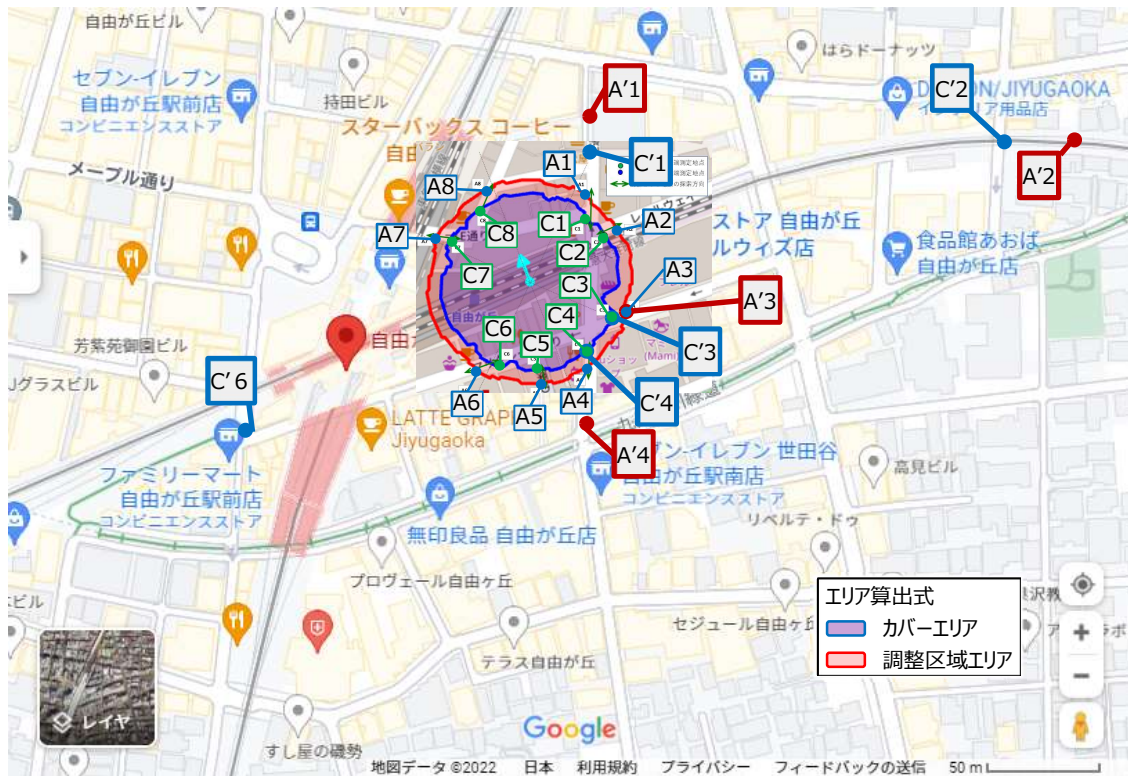 自由が丘ビル
セブン-イレブン
自由が丘駅前店
コンビニエンスストア
持田ビル
はらドーナッツ
スターバックス コーヒー
メープル通り
食品館あおば
自由が丘店
ストア 自由が丘
ルウィズ店
芳紫苑御園ビル
Jグラスビル
LATTE GRAP
Jiyugaoka
ファミリーマート
自由が丘駅前店
コンビニエンスストア
無印良品 自由が丘店
ブン-イレブン 世田谷
自由が丘駅南店
コンビニエンスストア
高見ビル
リベルテ・ドゥ
プロヴェール自由ヶ丘
テラス自由が丘
セジュール自由ヶ丘
すし屋の磯勢
A′1
C′2
A′2
C′1
A1
A8
A2
A7
C1
C8
C2
C7
A3
C3
A′3
C4
C6
C5
C′3
C′6
A6
A5
A4
C′4
A′4
エリア算出式
カバーエリア
調整区域エリア
レイヤ
Google
地図データ ©2022 日本 利用規約 プライバシー フィードバックの送信 50 m